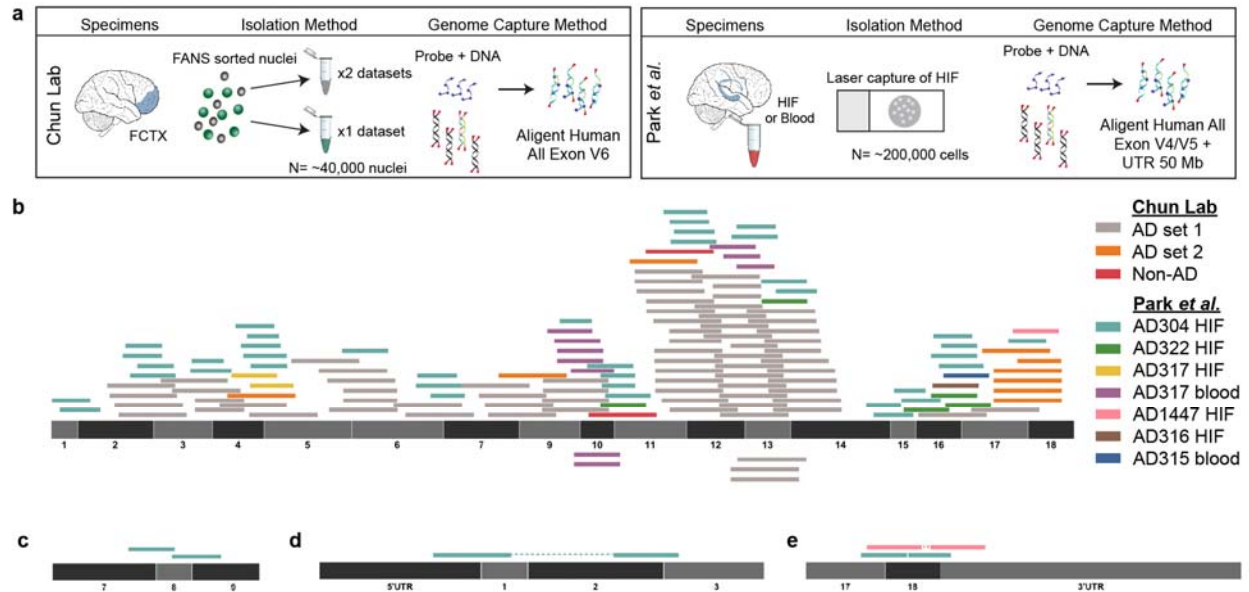 a
Specimens Isolation Method Genome Capture Method
Chun Lab
FCTX
FANS sorted nuclei
x2 datasets
x1 dataset
N= ~40,000 nuclei
Probe + DNA
Aligent Human
All Exon V6
Specimens Isolation Method Genome Capture Method
Park et al.
HIF
or Blood
Laser capture of HIF
N= ~200,000 cells
Probe + DNA
Aligent Human All
Exon V4/V5 +
UTR 50 Mb
b
Chun Lab
AD set 1
AD set 2
Non-AD
Park et al.
AD304 HIF
AD322 HIF
AD317 HIF
AD317 blood
AD1447 HIF
AD316 HIF
AD315 blood
1 2 3 4 5 6 7 9 10 11 12 13 14 15 16 17 18
c
7 8 9
d
5'UTR 1 2 3
e
17 18 3'UTR